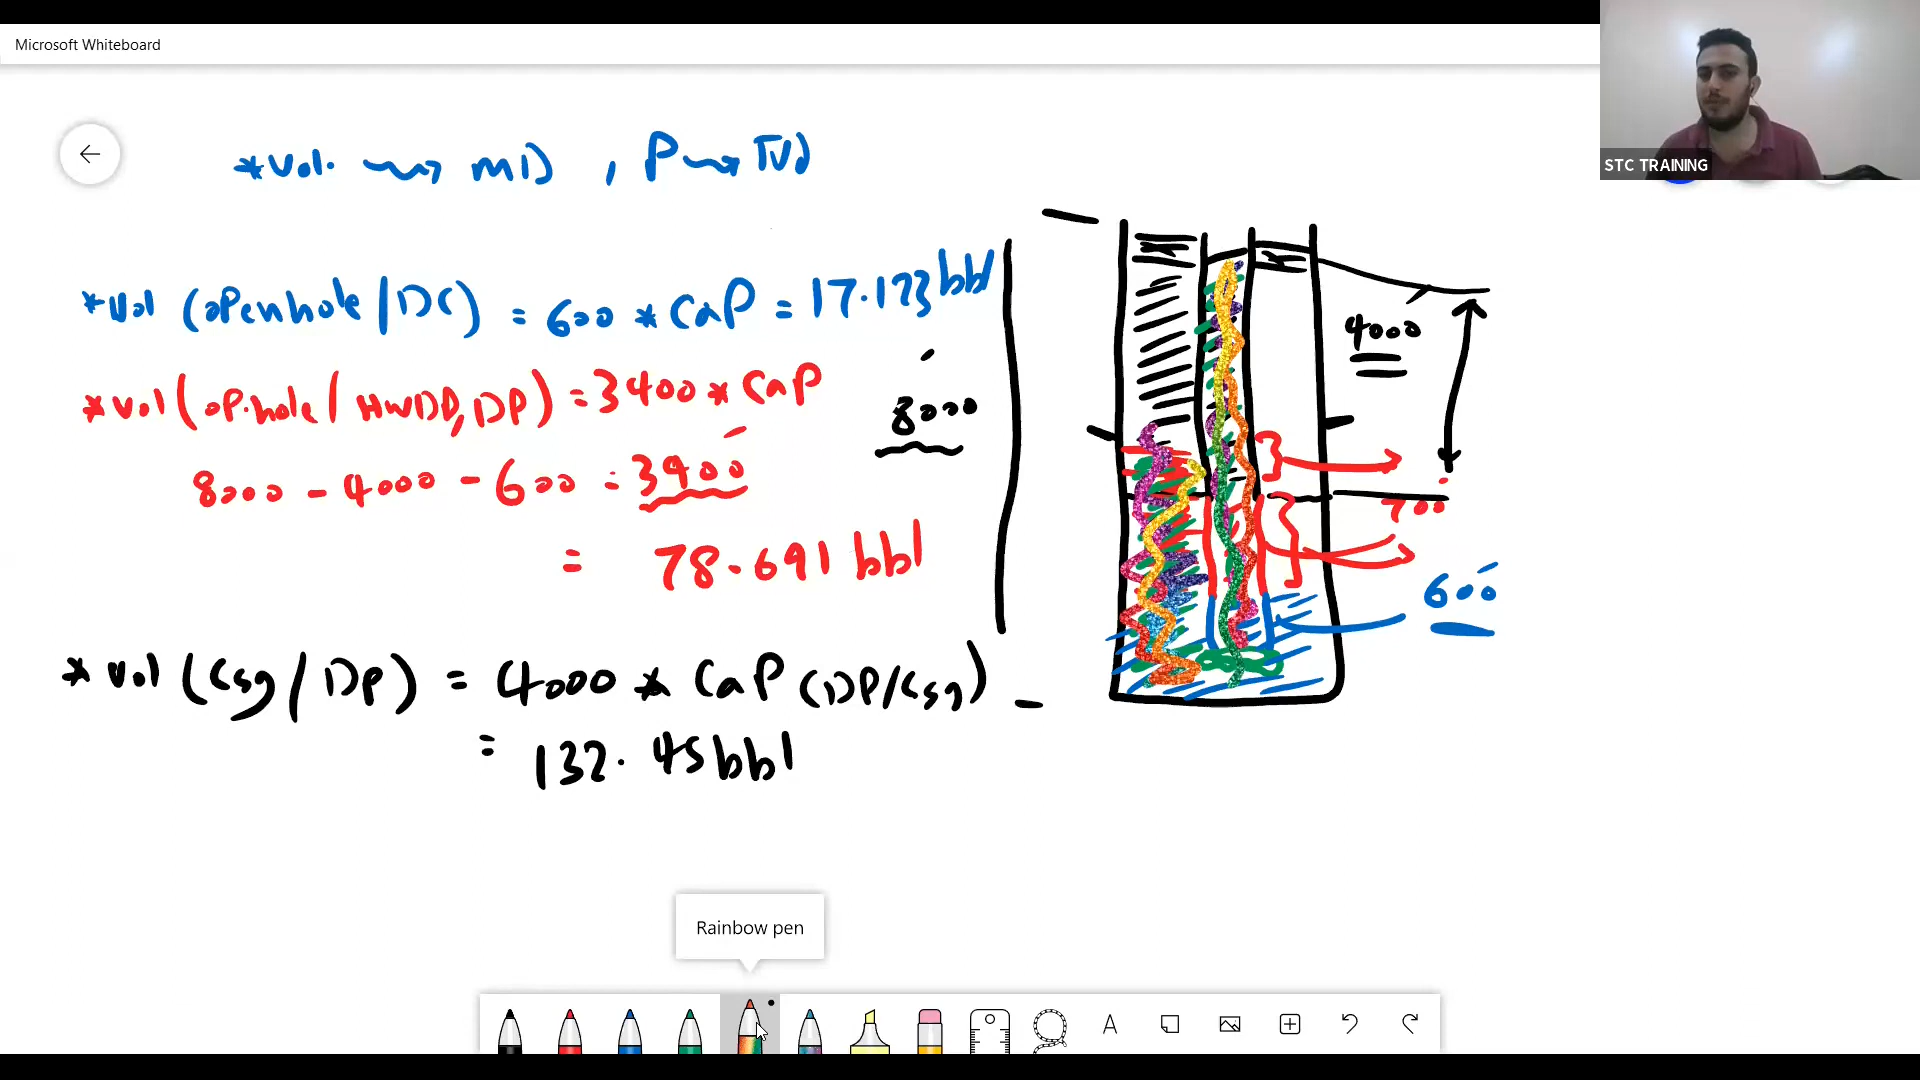 Microsoft Whiteboard
STC TRAINING
*Vol. → MD , P → TVD
*Vol (openhole/DC) = 600 * Cap = 17.173 bbl
*Vol (op.hole/HWDP,DP) = 3400 * Cap
8000
8000 - 4000 - 600 = 3400
= 78.691 bbl
*Vol (Csg/DP) = 4000 * Cap (DP/Csg)
= 132.45 bbl
4000
700
600
Rainbow pen
A